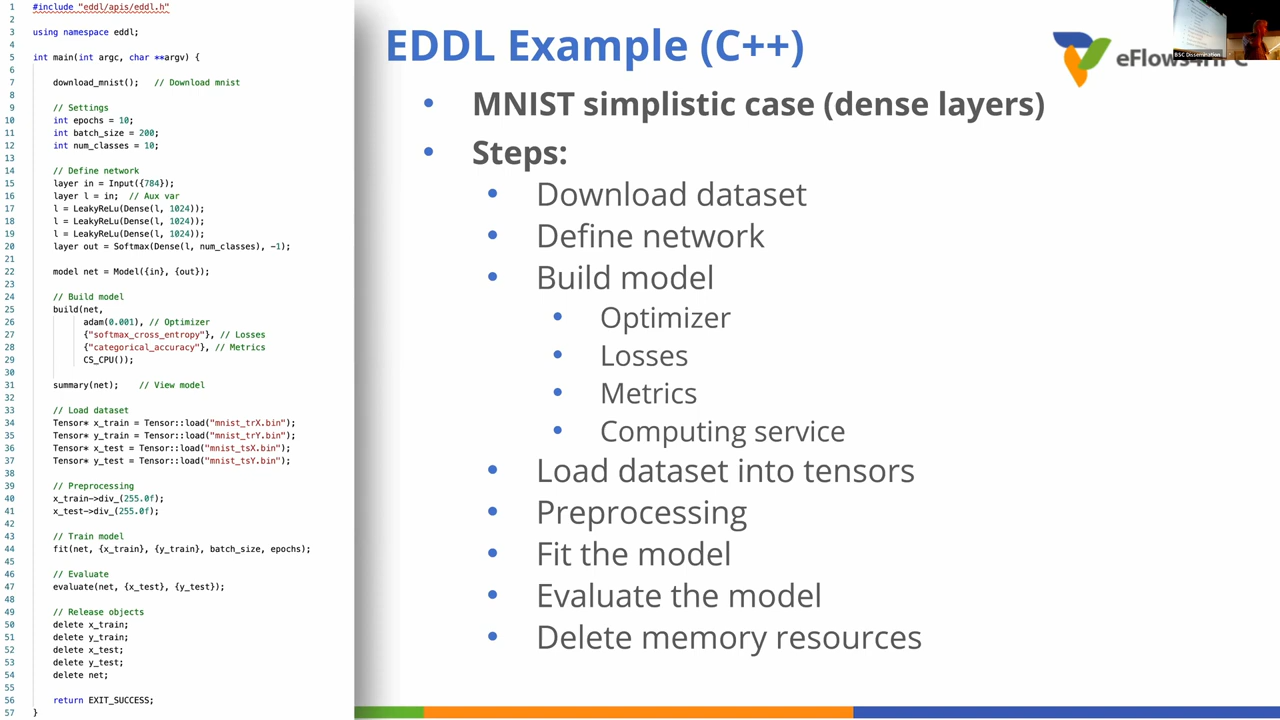 1 #include "eddl/apis/eddl.h"
2
3 using namespace eddl;
4
5 int main(int argc, char **argv) {
6
7 download_mnist(); // Download mnist
8
9 // Settings
10 int epochs = 10;
11 int batch_size = 200;
12 int num_classes = 10;
13
14 // Define network
15 layer in = Input({784});
16 layer l = in; // Aux var
17 l = LeakyReLu(Dense(l, 1024));
18 l = LeakyReLu(Dense(l, 1024));
19 l = LeakyReLu(Dense(l, 1024));
20 layer out = Softmax(Dense(l, num_classes), -1);
21
22 model net = Model({in}, {out});
23
24 // Build model
25 build(net,
26 adam(0.001), // Optimizer
27 {"softmax_cross_entropy"}, // Losses
28 {"categorical_accuracy"}, // Metrics
29 CS_CPU());
30
31 summary(net); // View model
32
33 // Load dataset
34 Tensor* x_train = Tensor::load("mnist_trX.bin");
35 Tensor* y_train = Tensor::load("mnist_trY.bin");
36 Tensor* x_test = Tensor::load("mnist_tsX.bin");
37 Tensor* y_test = Tensor::load("mnist_tsY.bin");
38
39 // Preprocessing
40 x_train->div_(255.0f);
41 x_test->div_(255.0f);
42
43 // Train model
44 fit(net, {x_train}, {y_train}, batch_size, epochs);
45
46 // Evaluate
47 evaluate(net, {x_test}, {y_test});
48
49 // Release objects
50 delete x_train;
51 delete y_train;
52 delete x_test;
53 delete y_test;
54 delete net;
55
56 return EXIT_SUCCESS;
57 }
EDDL Example (C++)
BSC Dissemination
• MNIST simplistic case (dense layers)
• Steps:
• Download dataset
• Define network
• Build model
• Optimizer
• Losses
• Metrics
• Computing service
• Load dataset into tensors
• Preprocessing
• Fit the model
• Evaluate the model
• Delete memory resources